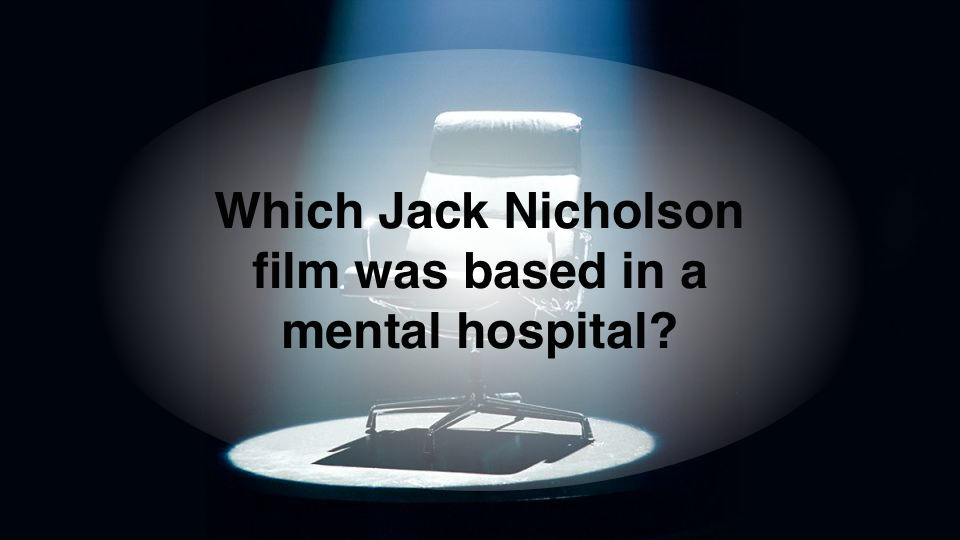 Which Jack Nicholson
film was based in a
mental hospital?